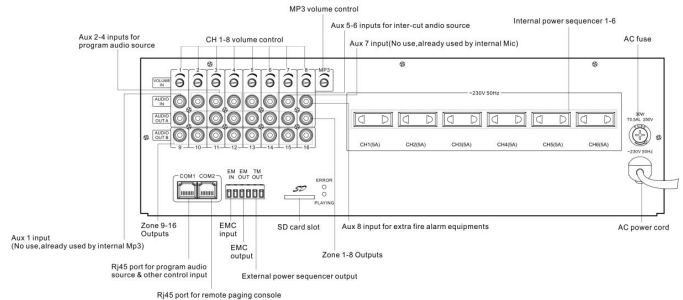 MP3 volume control
Aux 5-6 inputs for inter-cut andio source
Internal power sequencer 1-6
Aux 2-4 inputs for
program audio source
CH 1-8 volume control
Aux 7 input(No use,already used by internal Mic)
AC fuse
1 2 3 4 5 6 7 8 MP3
VOLUME
IN
AUDIO
IN
AUDIO
OUT A
AUDIO
OUT B
9 10 11 12 13 14 15 16
~230V 50Hz
CH1(5A) CH2(5A) CH3(5A) CH4(5A) CH5(5A) CH6(5A)
30W
T0.5AL 250V
~230V 50Hz
COM1 COM2
EM EM TM
IN OUT OUT
SD
ERROR
PLAYING
Zone 9-16
Outputs
EMC
input
SD card slot
Aux 8 input for extra fire alarm equipments
AC power cord
Aux 1 input
(No use,already used by internal Mp3)
EMC
output
Zone 1-8 Outputs
Rj45 port for program audio
source & other control input
External power sequencer output
Rj45 port for remote paging console